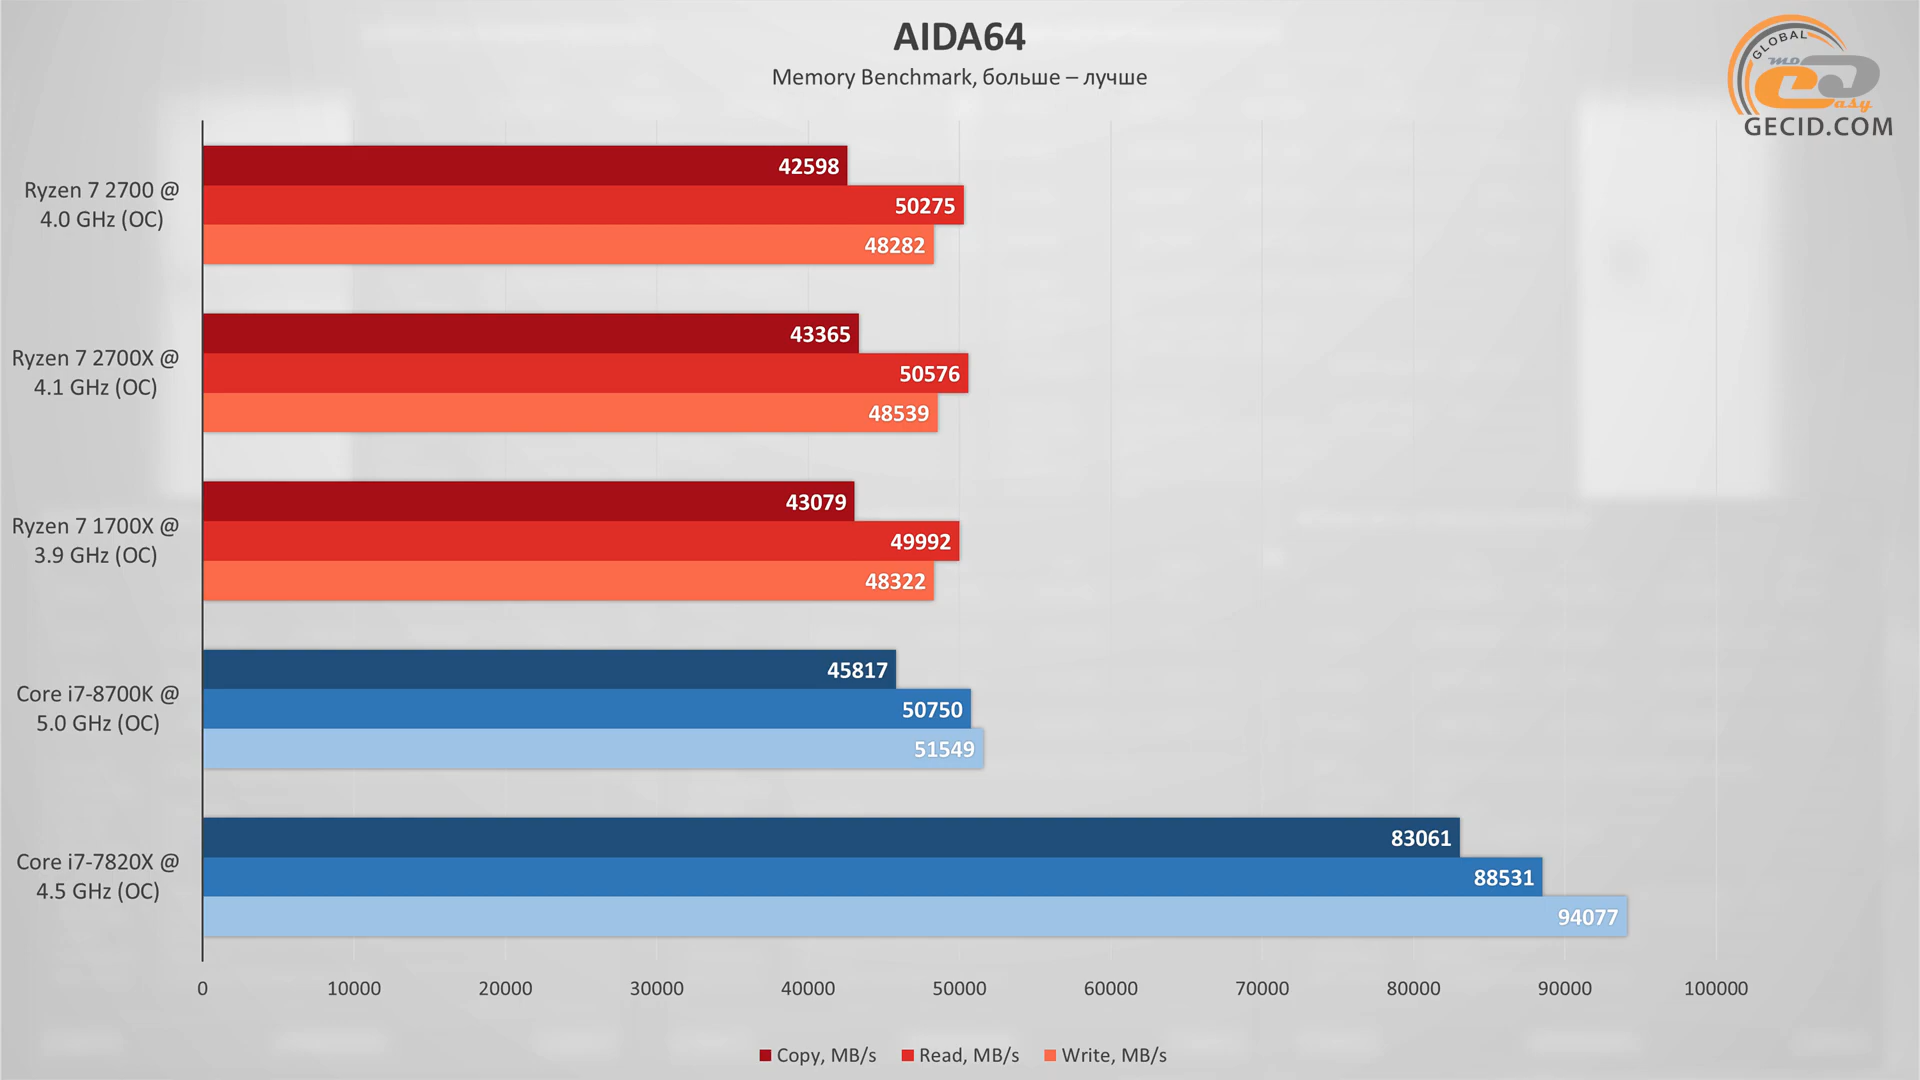 AIDA64
Memory Benchmark, больше – лучше
GLOBAL
MD
easy
GECID.COM
Ryzen 7 2700 @
4.0 GHz (OC)
42598
50275
48282
Ryzen 7 2700X @
4.1 GHz (OC)
43365
50576
48539
Ryzen 7 1700X @
3.9 GHz (OC)
43079
49992
48322
Core i7-8700K @
5.0 GHz (OC)
45817
50750
51549
Core i7-7820X @
4.5 GHz (OC)
83061
88531
94077
0 10000 20000 30000 40000 50000 60000 70000 80000 90000 100000
Copy, MB/s Read, MB/s Write, MB/s